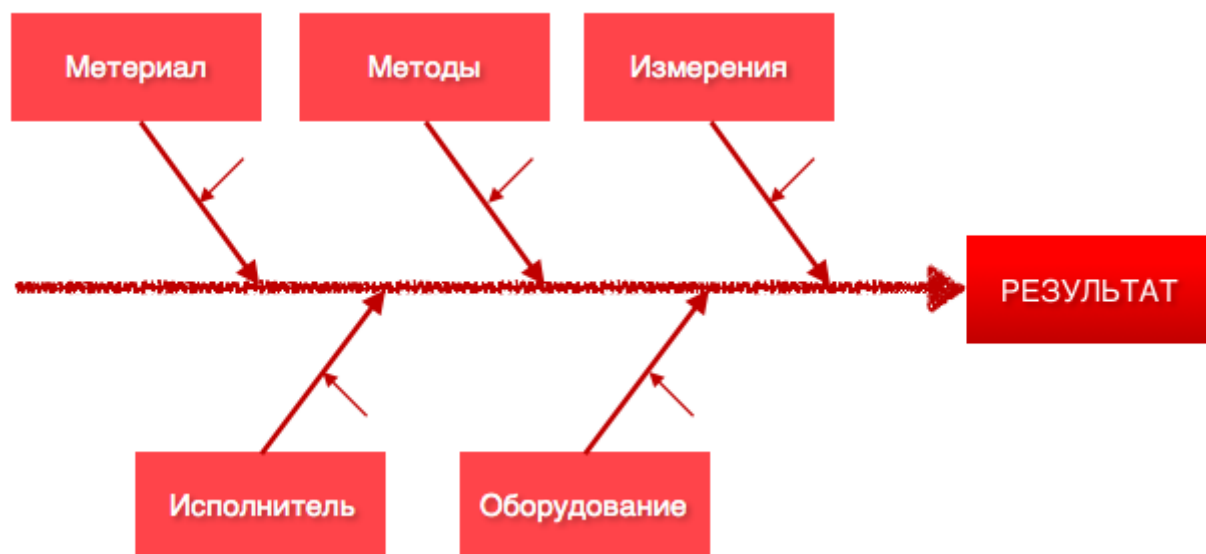 Метериал
Методы
Измерения
РЕЗУЛЬТАТ
Исполнитель
Оборудование